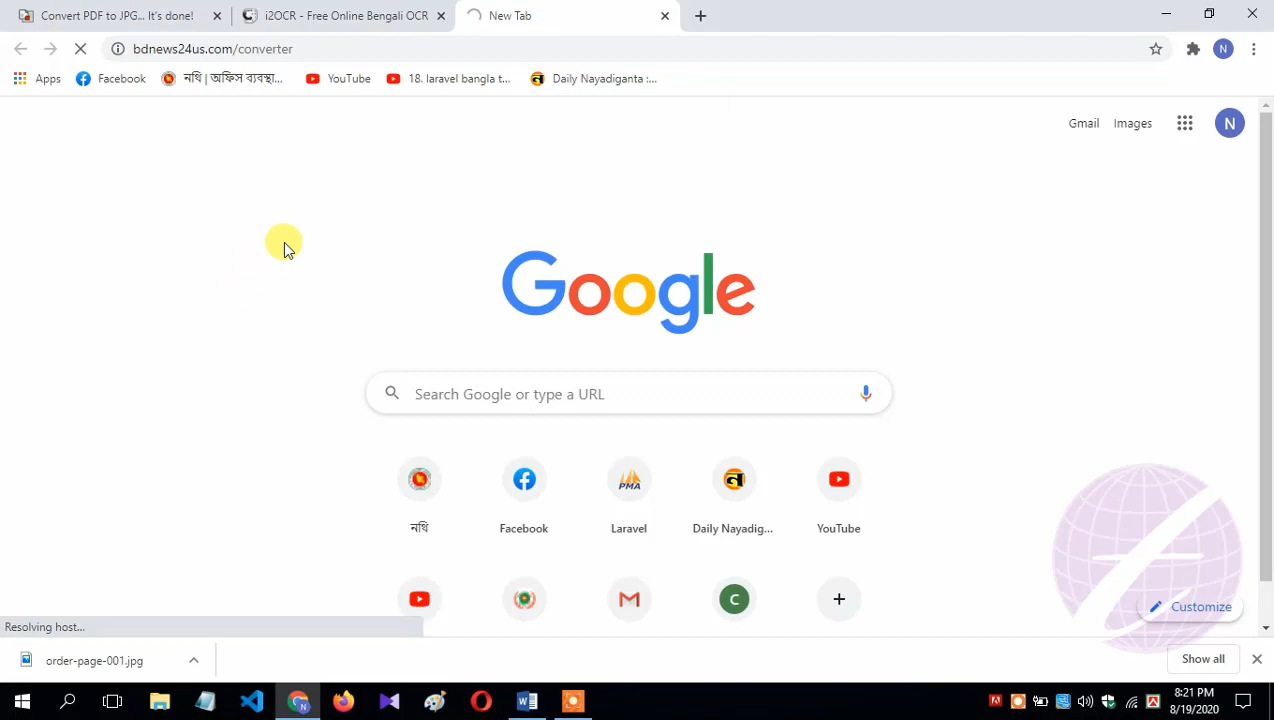 Convert PDF to JPG... It's done!
i2OCR - Free Online Bengali OCR
New Tab
bdnews24us.com/converter
N
Apps
Facebook
নথি | অফিস ব্যবস্থা...
YouTube
18. laravel bangla t...
Daily Nayadiganta :...
Gmail
Images
N
Google
Search Google or type a URL
PMA
নথি
Facebook
Laravel
Daily Nayadig...
YouTube
C
Customize
Resolving host...
order-page-001.jpg
Show all
8:21 PM
8/19/2020